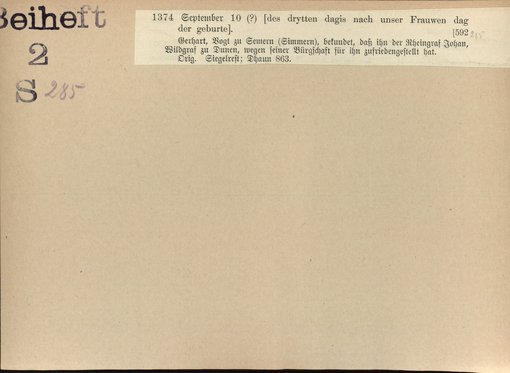 Beiheft
2
S 285
1374 September 10 (?) [des drytten dagis nach unser Frauwen dag
der geburte]. [592 285
Gerhart, Vogt zu Semern (Simmern), bekundet, daß ihn der Rheingraf Johan,
Wildgraf zu Dunen, wegen seiner Bürgschaft für ihn zufriedengestellt hat.
Orig. Siegelrest; Dhaun 863.